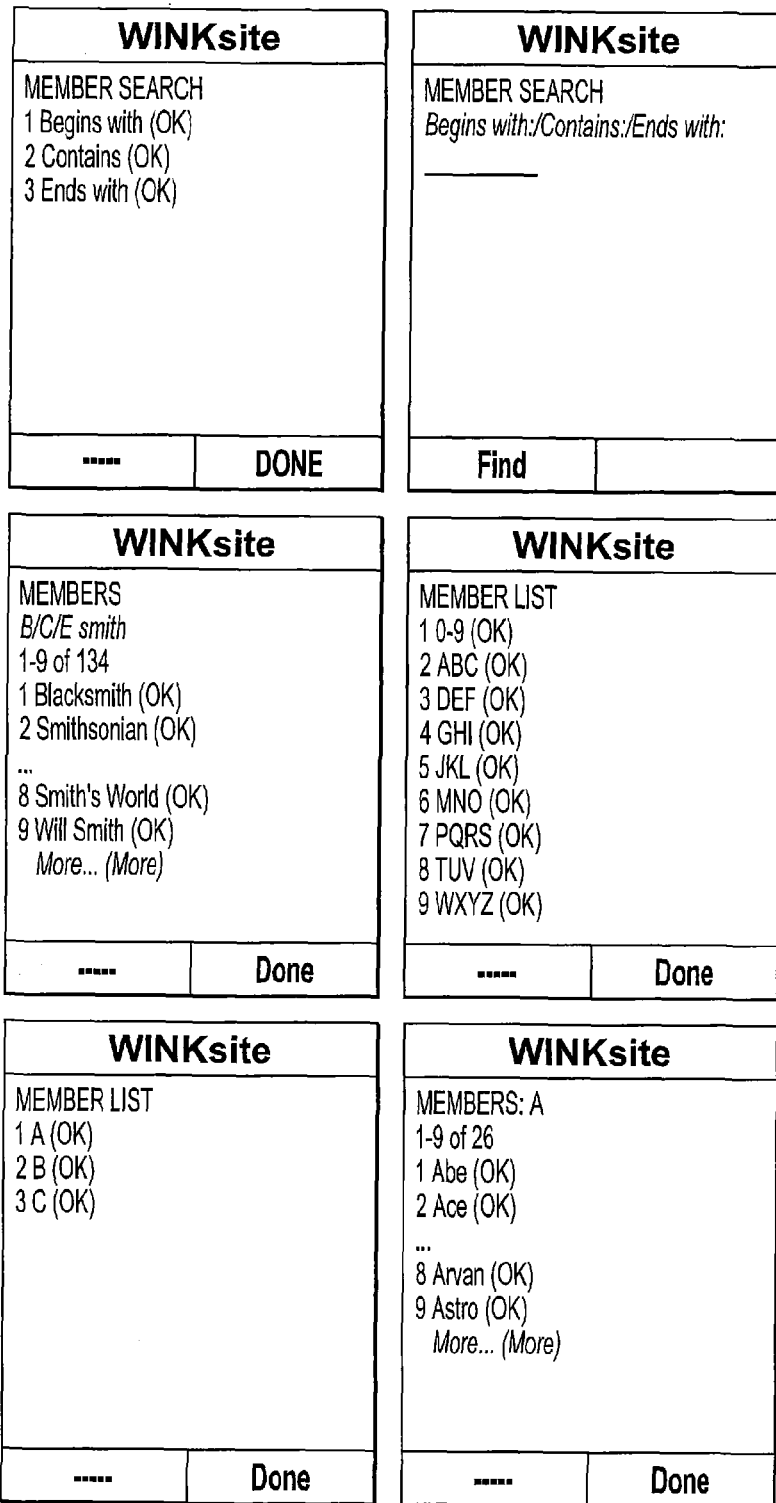 WINKsite
MEMBER SEARCH
1 Begins with (OK)
2 Contains (OK)
3 Ends with (OK)
----- DONE
WINKsite
MEMBER SEARCH
Begins with:/Contains:/Ends with:
Find
WINKsite
MEMBERS
B/C/E smith
1-9 of 134
1 Blacksmith (OK)
2 Smithsonian (OK)
...
8 Smith's World (OK)
9 Will Smith (OK)
More... (More)
----- Done
WINKsite
MEMBER LIST
1 0-9 (OK)
2 ABC (OK)
3 DEF (OK)
4 GHI (OK)
5 JKL (OK)
6 MNO (OK)
7 PQRS (OK)
8 TUV (OK)
9 WXYZ (OK)
----- Done
WINKsite
MEMBER LIST
1 A (OK)
2 B (OK)
3 C (OK)
----- Done
WINKsite
MEMBERS: A
1-9 of 26
1 Abe (OK)
2 Ace (OK)
...
8 Arvan (OK)
9 Astro (OK)
More... (More)
----- Done